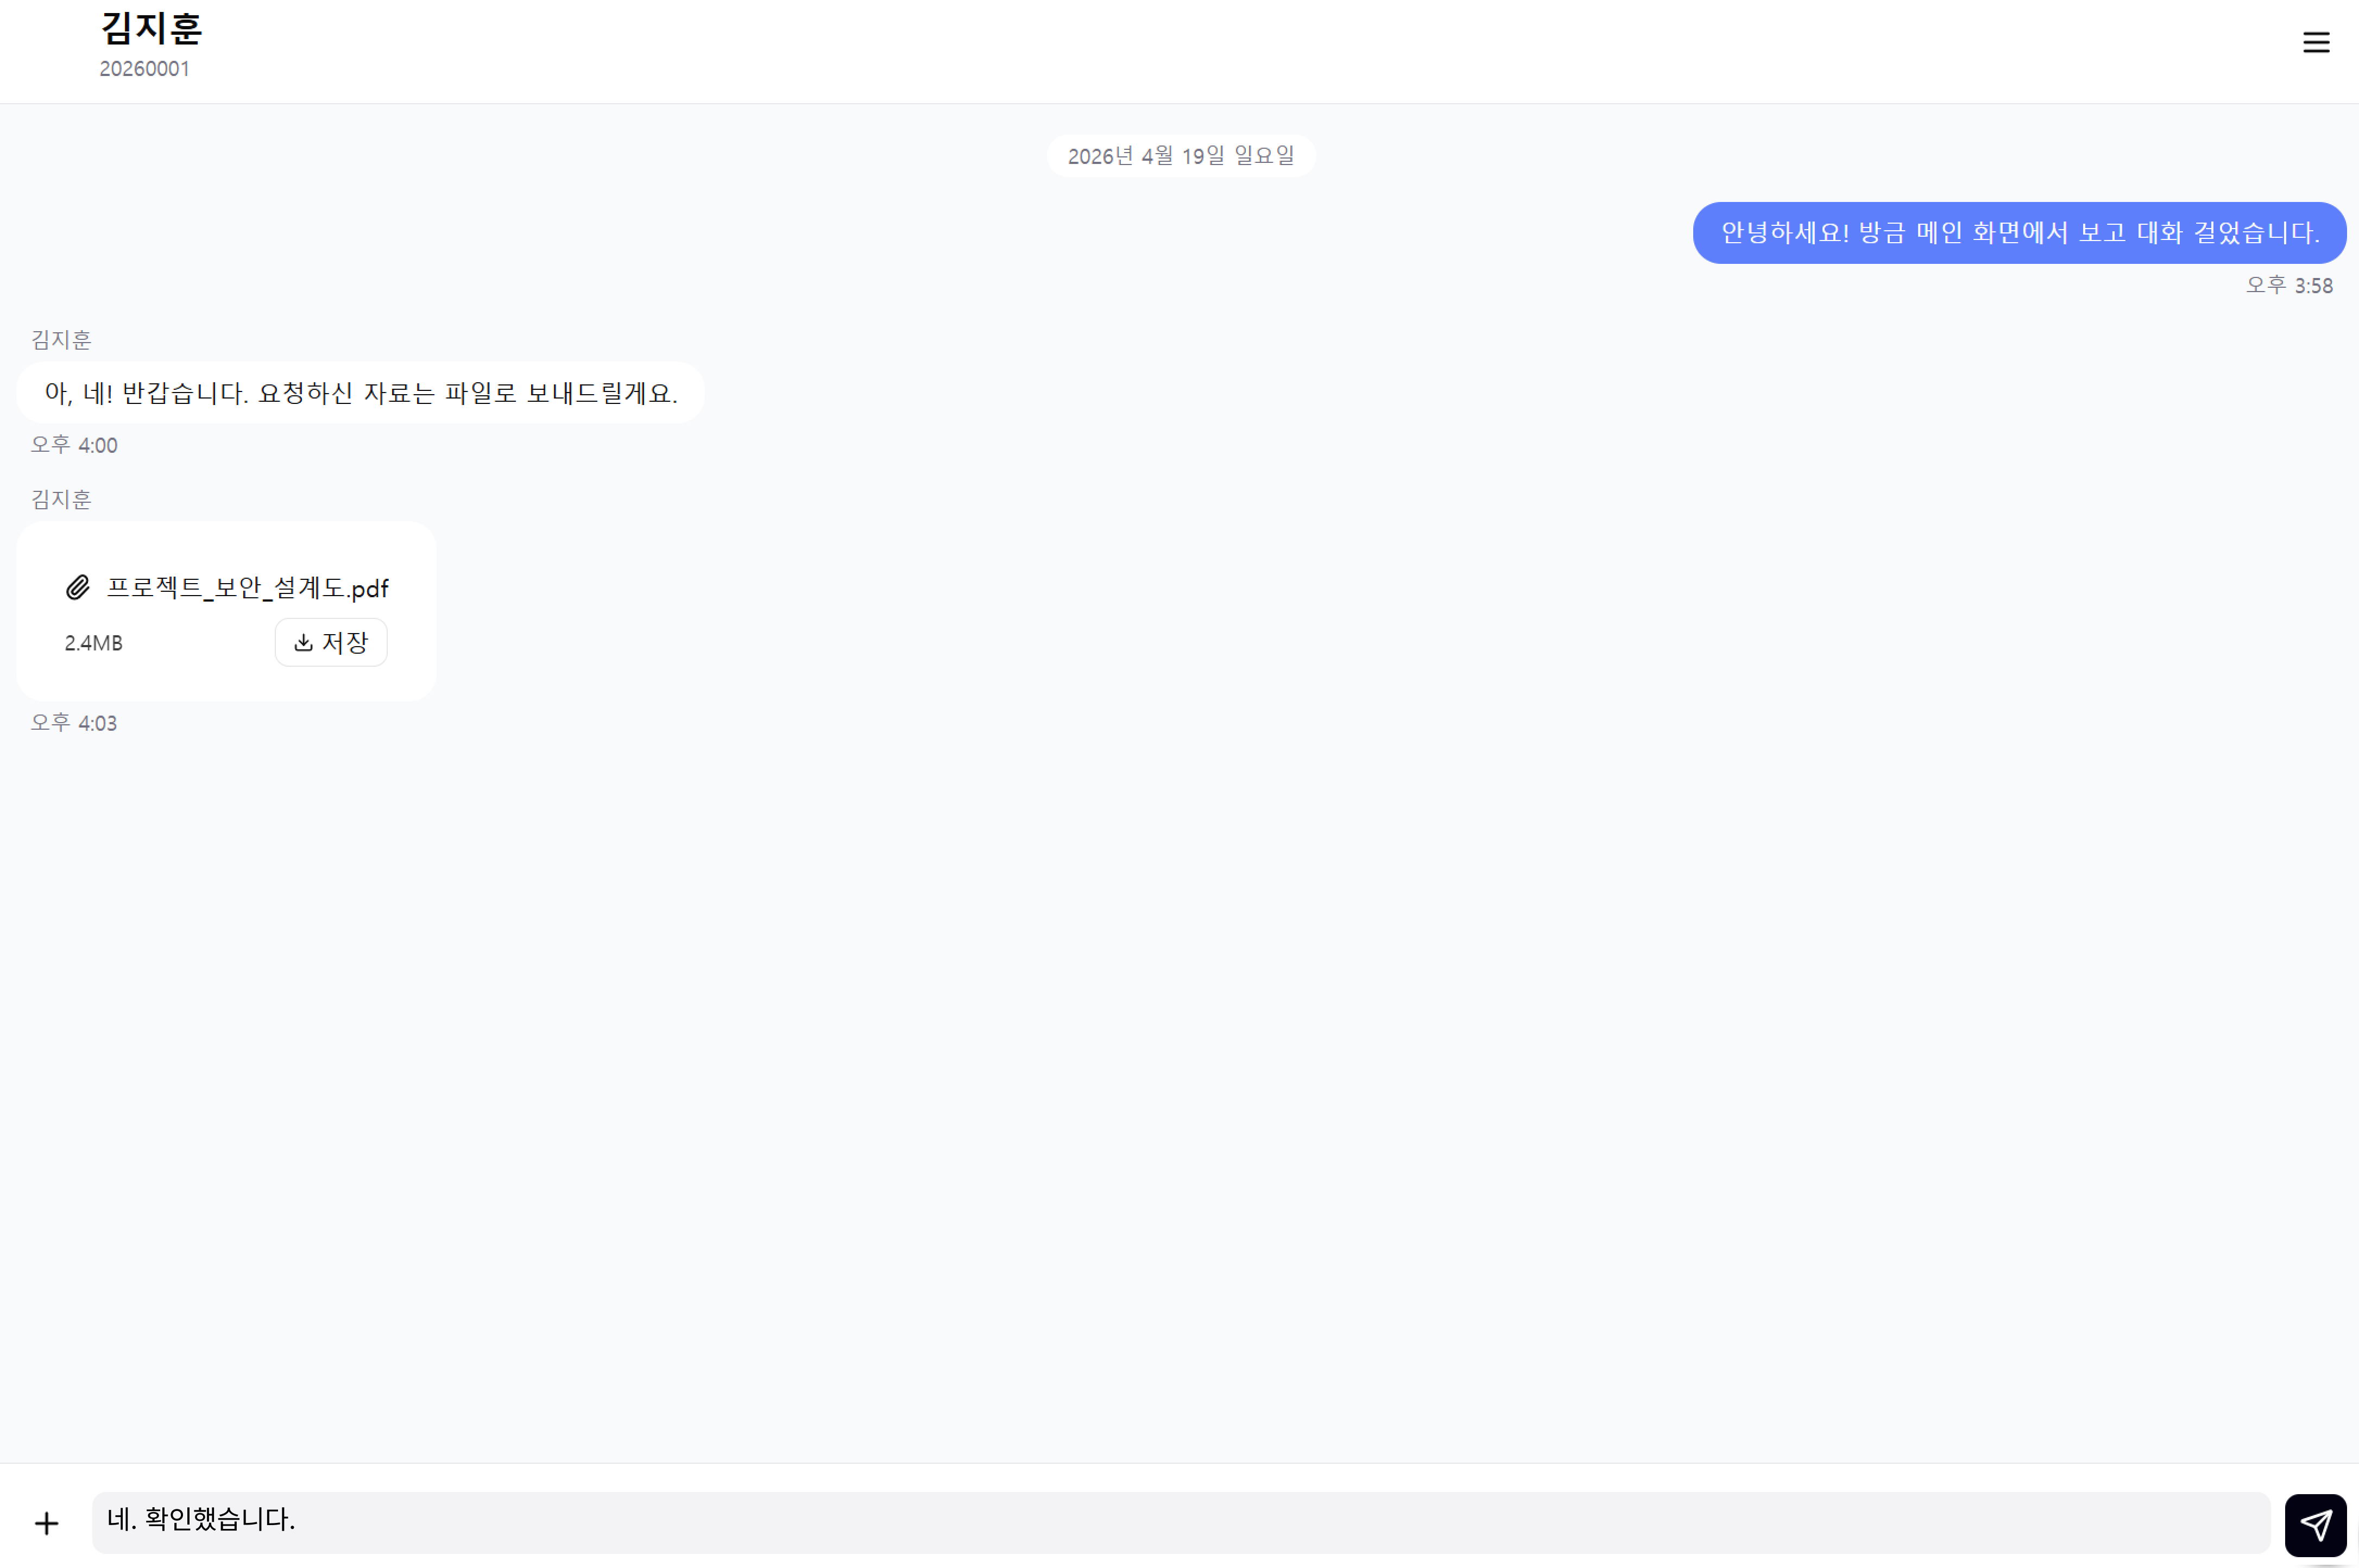 김지훈
20260001
2026년 4월 19일 일요일
안녕하세요! 방금 메인 화면에서 보고 대화 걸었습니다.
오후 3:58
김지훈
아, 네! 반갑습니다. 요청하신 자료는 파일로 보내드릴게요.
오후 4:00
김지훈
프로젝트_보안_설계도.pdf
2.4MB
저장
오후 4:03
네. 확인했습니다.